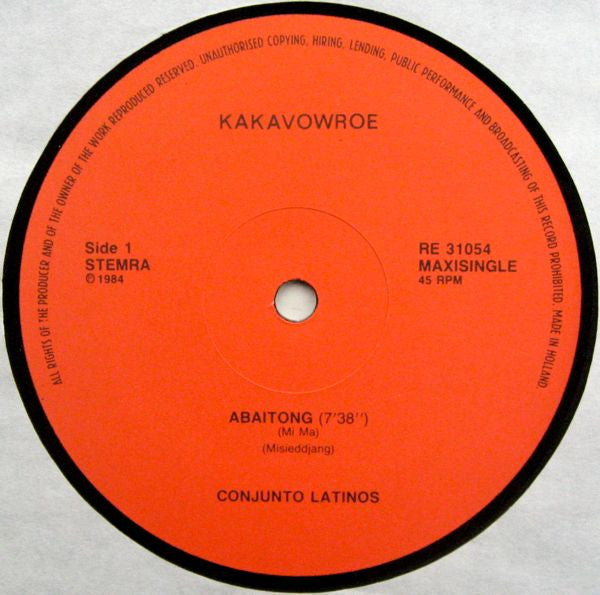 ALL RIGHTS OF THE PRODUCER AND OF THE OWNER OF THE WORK REPRODUCED RESERVED. UNAUTHORISED COPYING, HIRING, LENDING, PUBLIC PERFORMANCE AND BROADCASTING OF THIS RECORD PROHIBITED. MADE IN HOLLAND.
KAKAVOWROE
Side 1
STEMRA
℗ 1984
RE 31054
MAXISINGLE
45 RPM
ABAITONG (7'38'')
(Mi Ma)
(Misieddjang)
CONJUNTO LATINOS